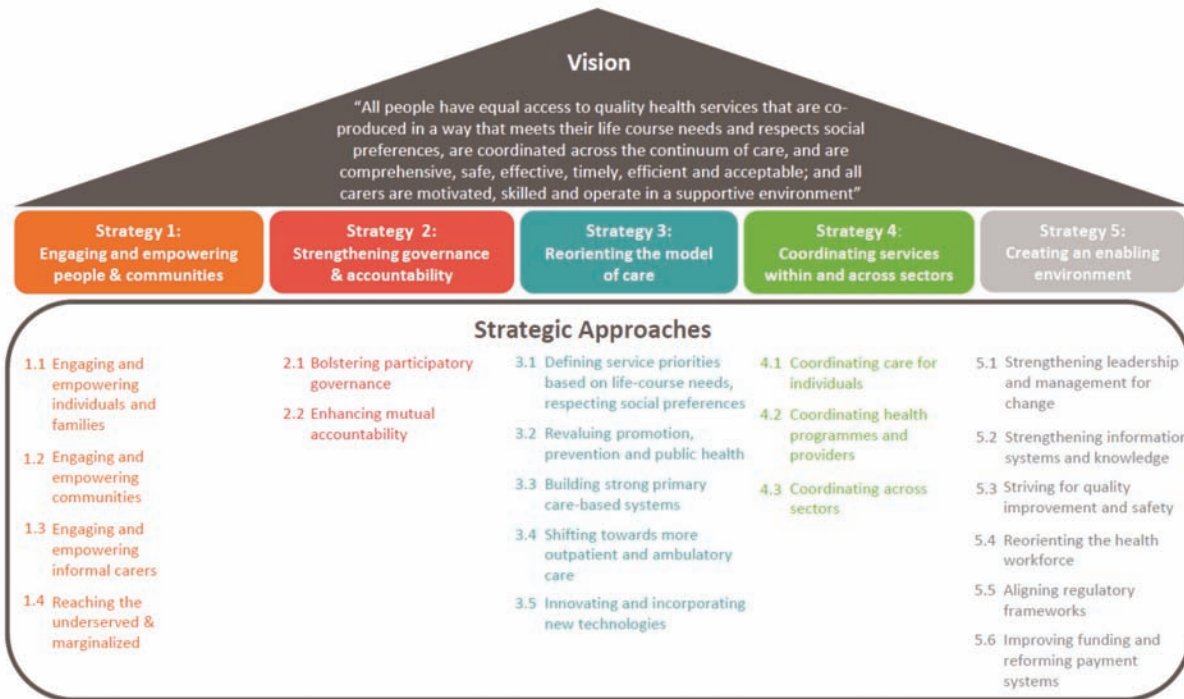 Vision
“All people have equal access to quality health services that are co-
produced in a way that meets their life course needs and respects social
preferences, are coordinated across the continuum of care, and are
comprehensive, safe, effective, timely, efficient and acceptable; and all
carers are motivated, skilled and operate in a supportive environment”
Strategy 1:
Engaging and empowering
people & communities
Strategy 2:
Strengthening governance
& accountability
Strategy 3:
Reorienting the model
of care
Strategy 4:
Coordinating services
within and across sectors
Strategy 5:
Creating an enabling
environment
Strategic Approaches
1.1 Engaging and
empowering
individuals and
families
1.2 Engaging and
empowering
communities
1.3 Engaging and
empowering
informal carers
1.4 Reaching the
underserved &
marginalized
2.1 Bolstering participatory
governance
2.2 Enhancing mutual
accountability
3.1 Defining service priorities
based on life-course needs,
respecting social preferences
3.2 Revaluing promotion,
prevention and public health
3.3 Building strong primary
care-based systems
3.4 Shifting towards more
outpatient and ambulatory
care
3.5 Innovating and incorporating
new technologies
4.1 Coordinating care for
individuals
4.2 Coordinating health
programmes and
providers
4.3 Coordinating across
sectors
5.1 Strengthening leadership
and management for
change
5.2 Strengthening information
systems and knowledge
5.3 Striving for quality
improvement and safety
5.4 Reorienting the health
workforce
5.5 Aligning regulatory
frameworks
5.6 Improving funding and
reforming payment
systems